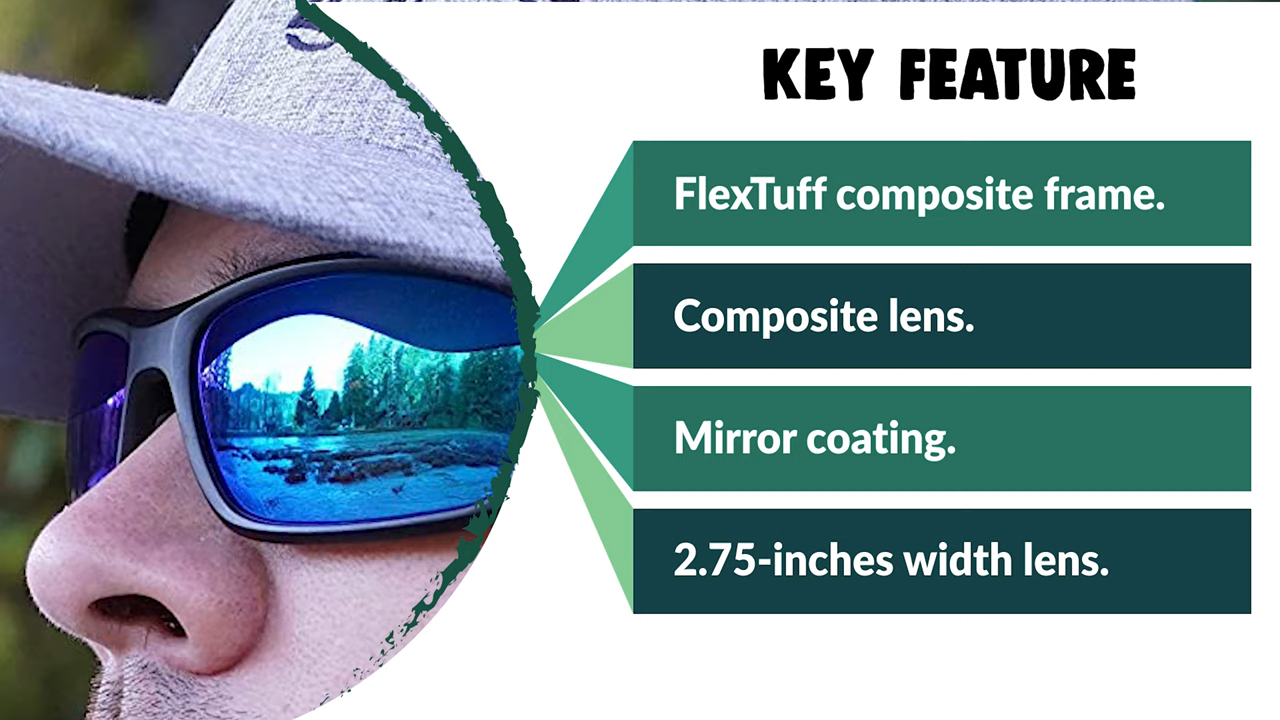 KEY FEATURE
FlexTuff composite frame.
Composite lens.
Mirror coating.
2.75-inches width lens.